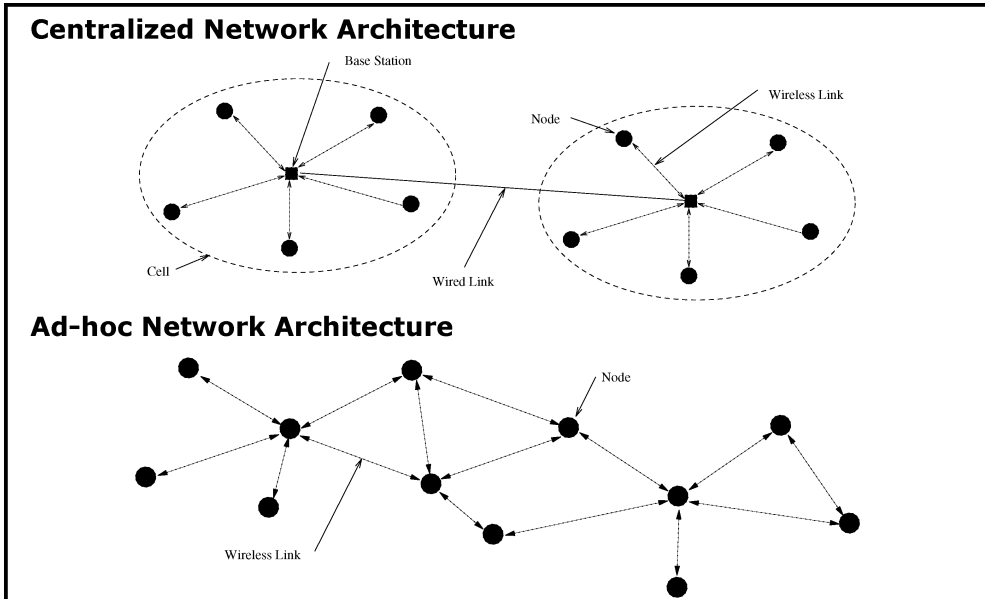 Centralized Network Architecture
Base Station
Wireless Link
Node
Cell
Wired Link
Ad-hoc Network Architecture
Node
Wireless Link